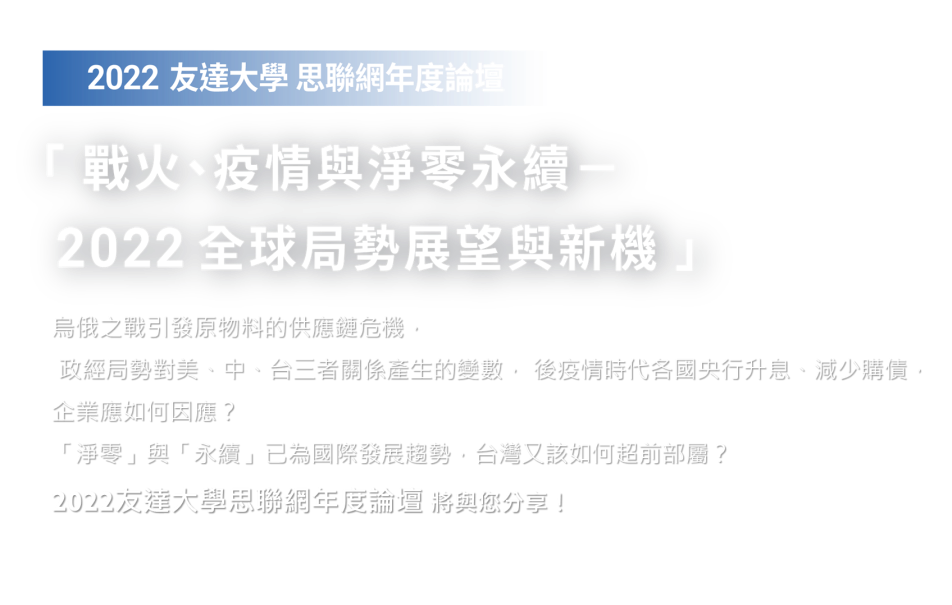 2022 友達大學 思聯網年度論壇
「戰火、疫情與淨零永續－
2022 全球局勢展望與新機」
烏俄之戰引發原物料的供應鏈危機，
政經局勢對美、中、台三者關係產生的變數， 後疫情時代各國央行升息、減少購債，
企業應如何因應？
「淨零」與「永續」已為國際發展趨勢，台灣又該如何超前部屬？
2022友達大學思聯網年度論壇 將與您分享！